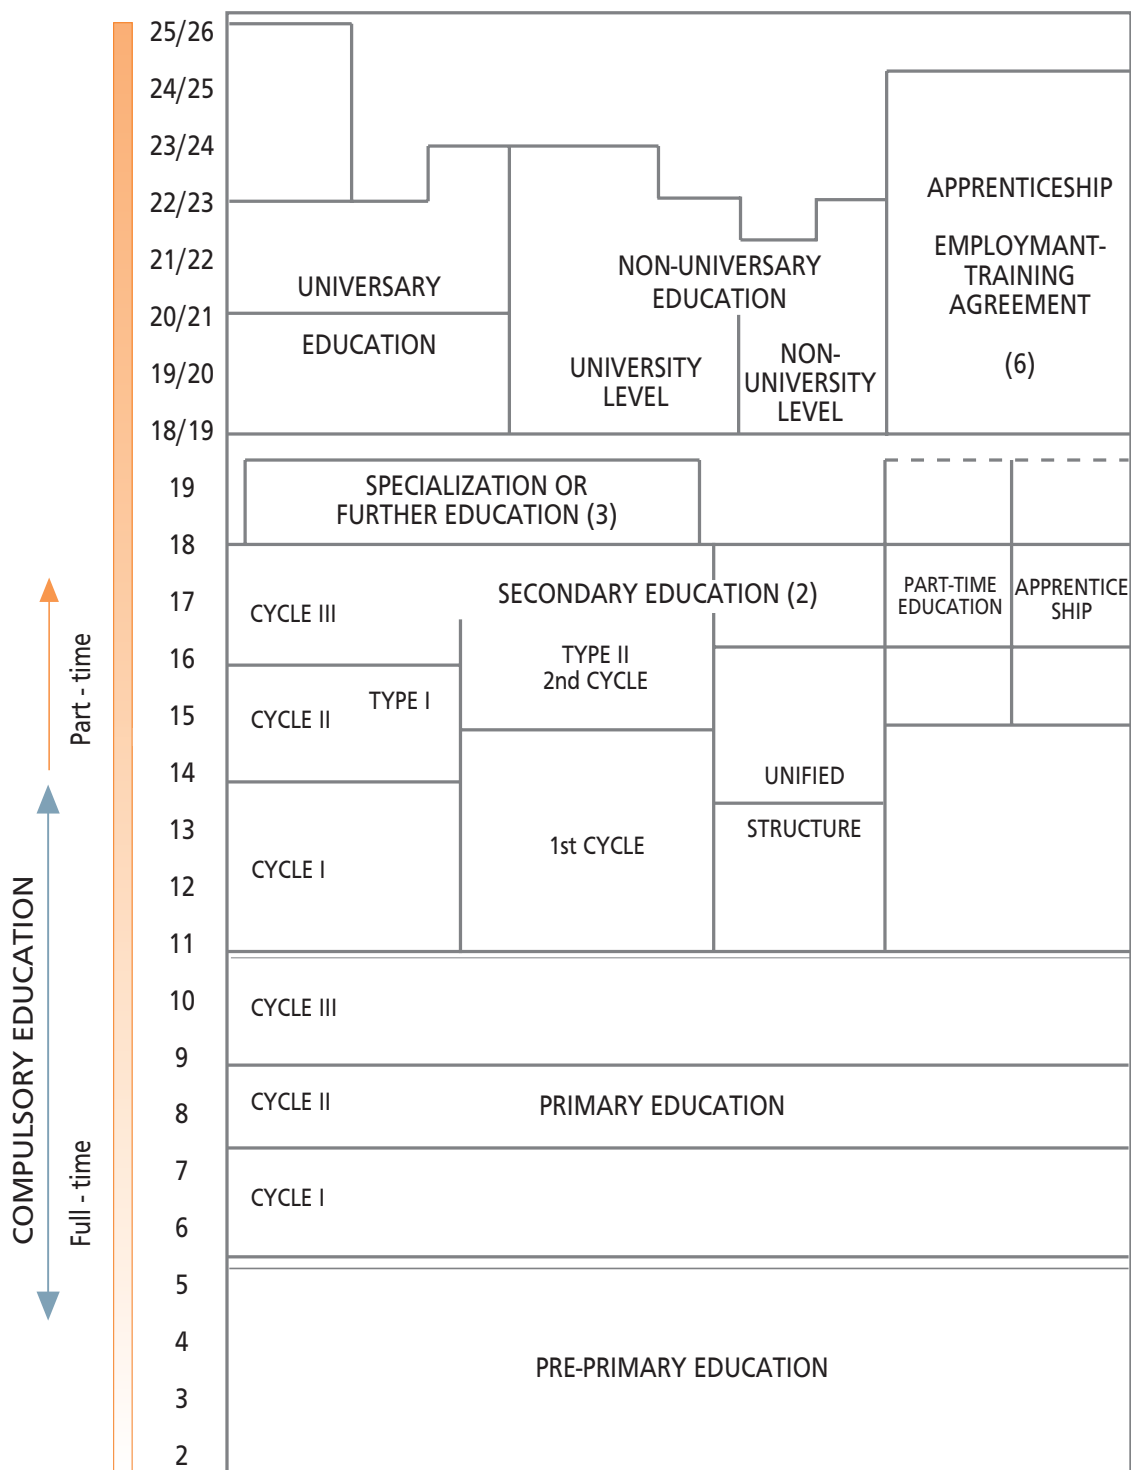 25/26
24/25
23/24
22/23
21/22
20/21
19/20
18/19
19
18
17
16
15
14
13
12
11
10
9
8
7
6
5
4
3
2
COMPULSORY EDUCATION
Part - time
Full - time
UNIVERSARY
EDUCATION
NON-UNIVERSARY
EDUCATION
UNIVERSITY
LEVEL
NON-
UNIVERSITY
LEVEL
APPRENTICESHIP
EMPLOYMANT-
TRAINING
AGREEMENT
(6)
SPECIALIZATION OR
FURTHER EDUCATION (3)
SECONDARY EDUCATION (2)
PART-TIME
EDUCATION
APPRENTICE
SHIP
CYCLE III
TYPE II
2nd CYCLE
TYPE I
CYCLE II
UNIFIED
STRUCTURE
1st CYCLE
CYCLE I
CYCLE III
CYCLE II
PRIMARY EDUCATION
CYCLE I
PRE-PRIMARY EDUCATION